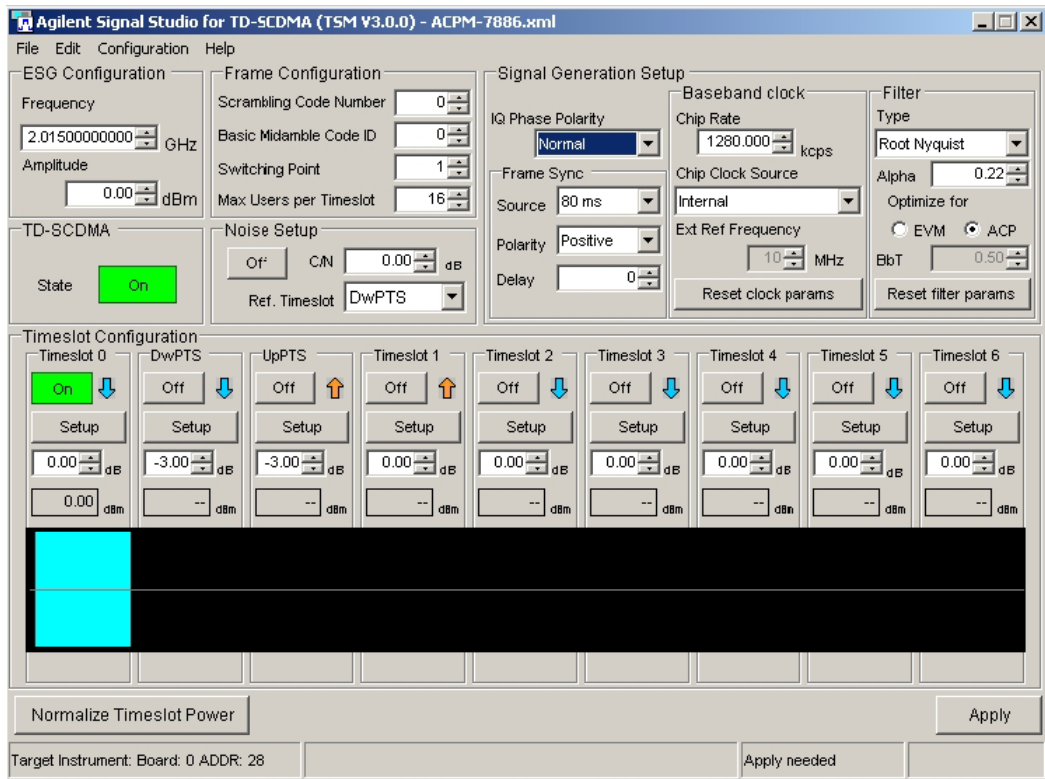 Agilent Signal Studio for TD-SCDMA (TSM V3.0.0) - ACPM-7886.xml
File Edit Configuration Help
ESG Configuration
Frequency
2.01500000000 GHz
Amplitude
0.00 dBm
TD-SCDMA
State On
Frame Configuration
Scrambling Code Number 0
Basic Midamble Code ID 0
Switching Point 1
Max Users per Timeslot 16
Noise Setup
Off C/N 0.00 dB
Ref. Timeslot DwPTS
Signal Generation Setup
IQ Phase Polarity
Normal
Frame Sync
Source 80 ms
Polarity Positive
Delay 0
Baseband clock
Chip Rate
1280.000 kcps
Chip Clock Source
Internal
Ext Ref Frequency
10 MHz
Reset clock params
Filter
Type
Root Nyquist
Alpha 0.22
Optimize for
EVM ACP
BbT 0.50
Reset filter params
Timeslot Configuration
Timeslot 0 DwPTS UpPTS Timeslot 1 Timeslot 2 Timeslot 3 Timeslot 4 Timeslot 5 Timeslot 6
On Off Off Off Off Off Off Off Off
Setup Setup Setup Setup Setup Setup Setup Setup Setup
0.00 dB -3.00 dB -3.00 dB 0.00 dB 0.00 dB 0.00 dB 0.00 dB 0.00 dB 0.00 dB
0.00 dBm -- dBm -- dBm -- dBm -- dBm -- dBm -- dBm -- dBm -- dBm
Normalize Timeslot Power Apply
Target Instrument: Board: 0 ADDR: 28 Apply needed